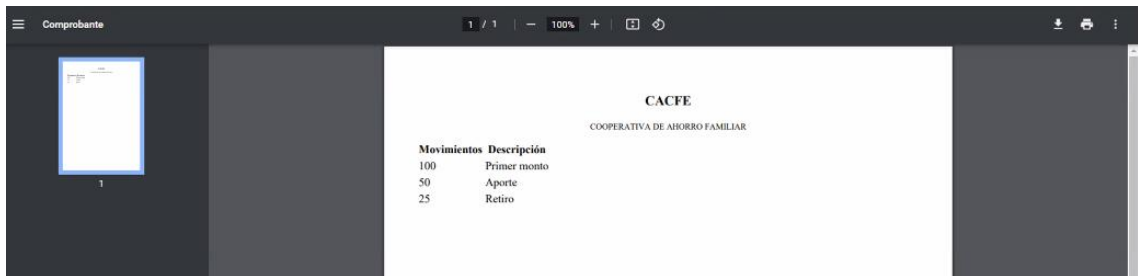 Comprobante 1 / 1 100%
1
CACFE
COOPERATIVA DE AHORRO FAMILIAR
Movimientos Descripción
100 Primer monto
50 Aporte
25 Retiro